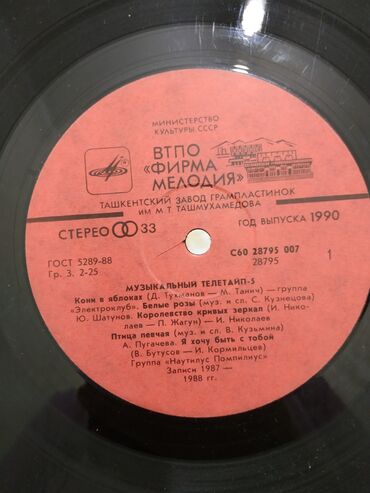 МИНИСТЕРСТВО
КУЛЬТУРЫ СССР
ВТПО
«ФИРМА
МЕЛОДИЯ»
ТАШКЕНТСКИЙ ЗАВОД ГРАМПЛАСТИНОК
ИМ М Т ТАШМУХАМЕДОВА
СТЕРЕО 33
ГОД ВЫПУСКА 1990
ГОСТ 5289-88
Гр. 3. 2-25
С60 28795 007
28795
1
МУЗЫКАЛЬНЫЙ ТЕЛЕТАЙП-5
Кони в яблоках (Д. Тухманов — М. Танич) — группа
«Электроклуб». Белые розы (муз и сл. С. Кузнецова)
Ю. Шатунов. Королевство кривых зеркал (И. Нико-
лаев — П. Жагун) — И. Николаев
Птица певчая (муз и сл. В. Кузьмина)
А. Пугачева. Я хочу быть с тобой
(В. Бутусов — И. Кормильцев)
Группа «Наутилус Помпилиус»
Записи 1987 —
1988 гг.